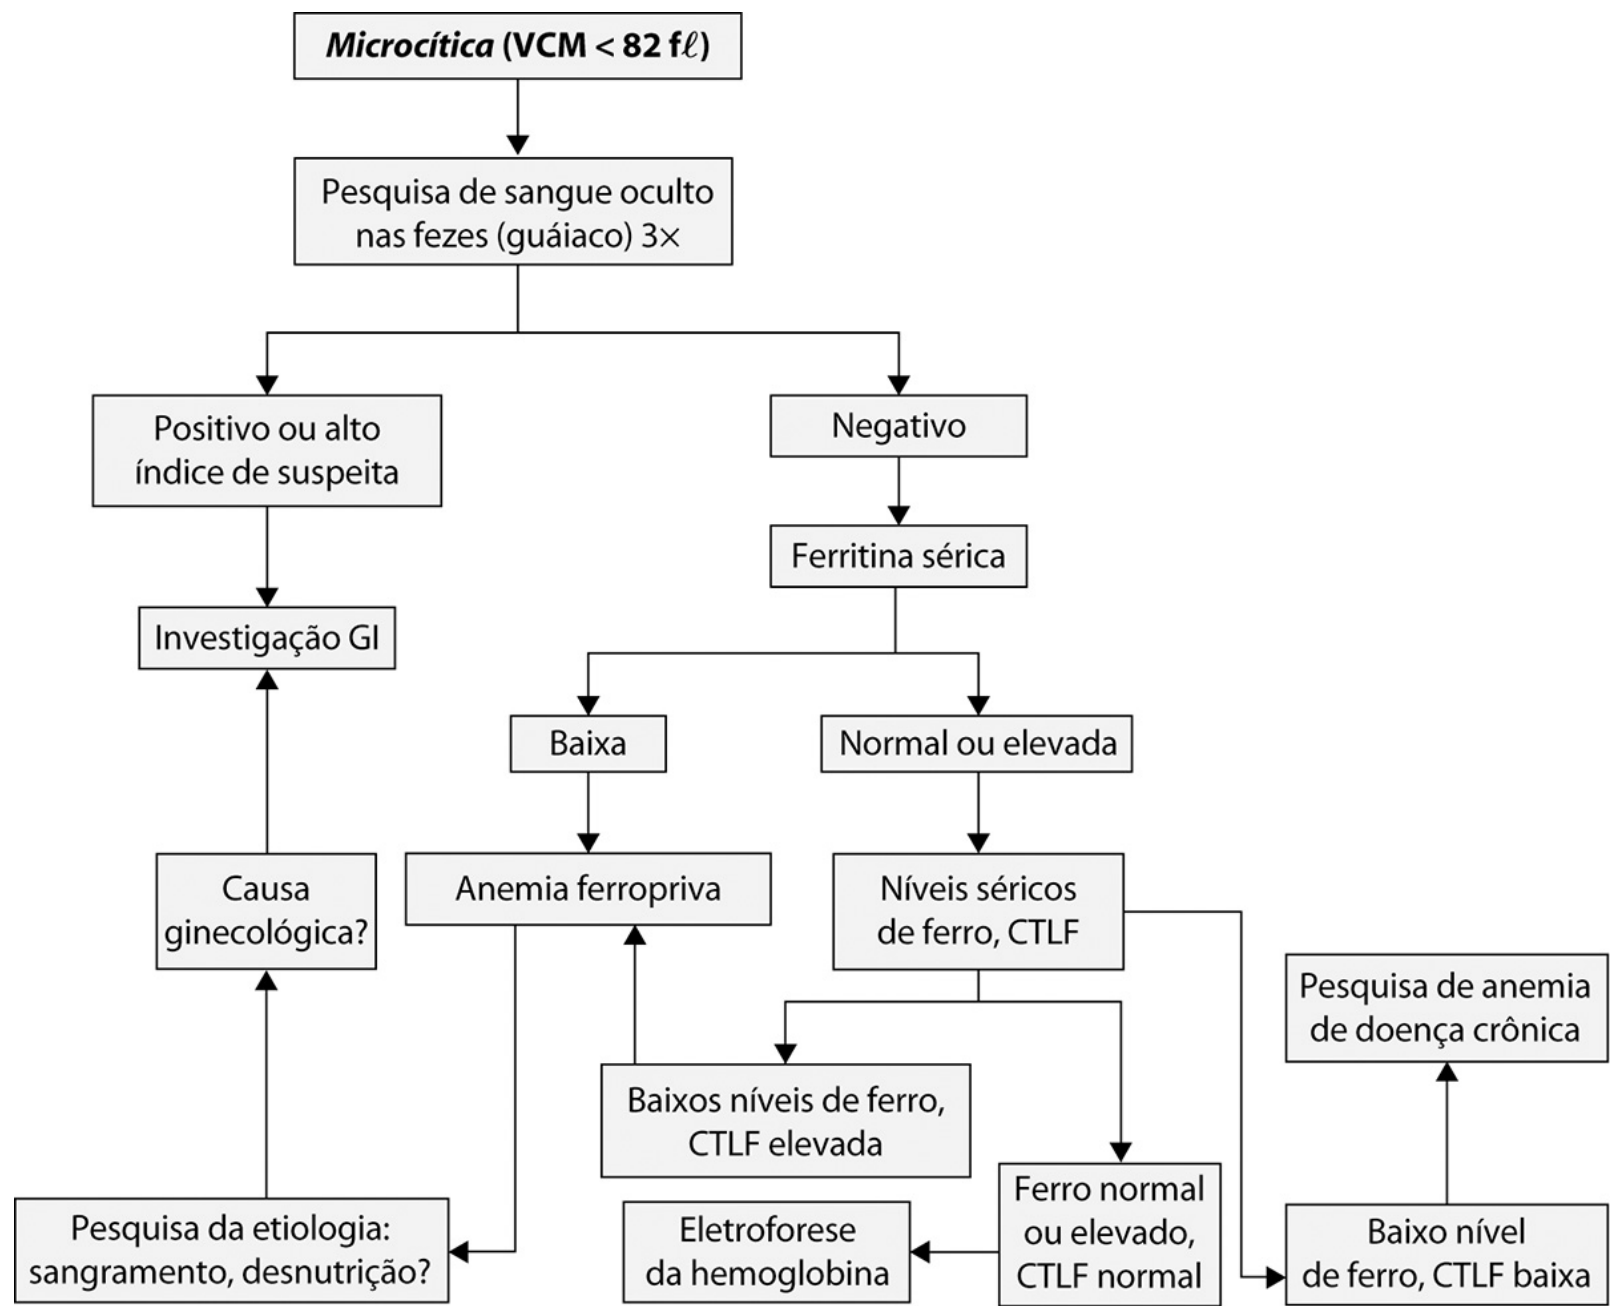 Microcítica (VCM < 82 fℓ)
Pesquisa de sangue oculto
nas fezes (guáiaco) 3×
Positivo ou alto
índice de suspeita
Negativo
Ferritina sérica
Investigação GI
Baixa
Normal ou elevada
Causa
ginecológica?
Anemia ferropriva
Níveis séricos
de ferro, CTLF
Pesquisa de anemia
de doença crônica
Baixos níveis de ferro,
CTLF elevada
Pesquisa da etiologia:
sangramento, desnutrição?
Eletroforese
da hemoglobina
Ferro normal
ou elevado,
CTLF normal
Baixo nível
de ferro, CTLF baixa